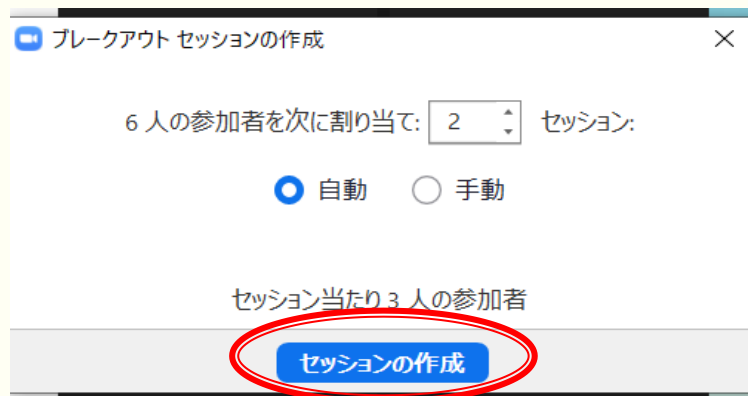 ブレークアウト セッションの作成
6 人の参加者を次に割り当て: 2 セッション:
自動 手動
セッション当たり 3 人の参加者
セッションの作成